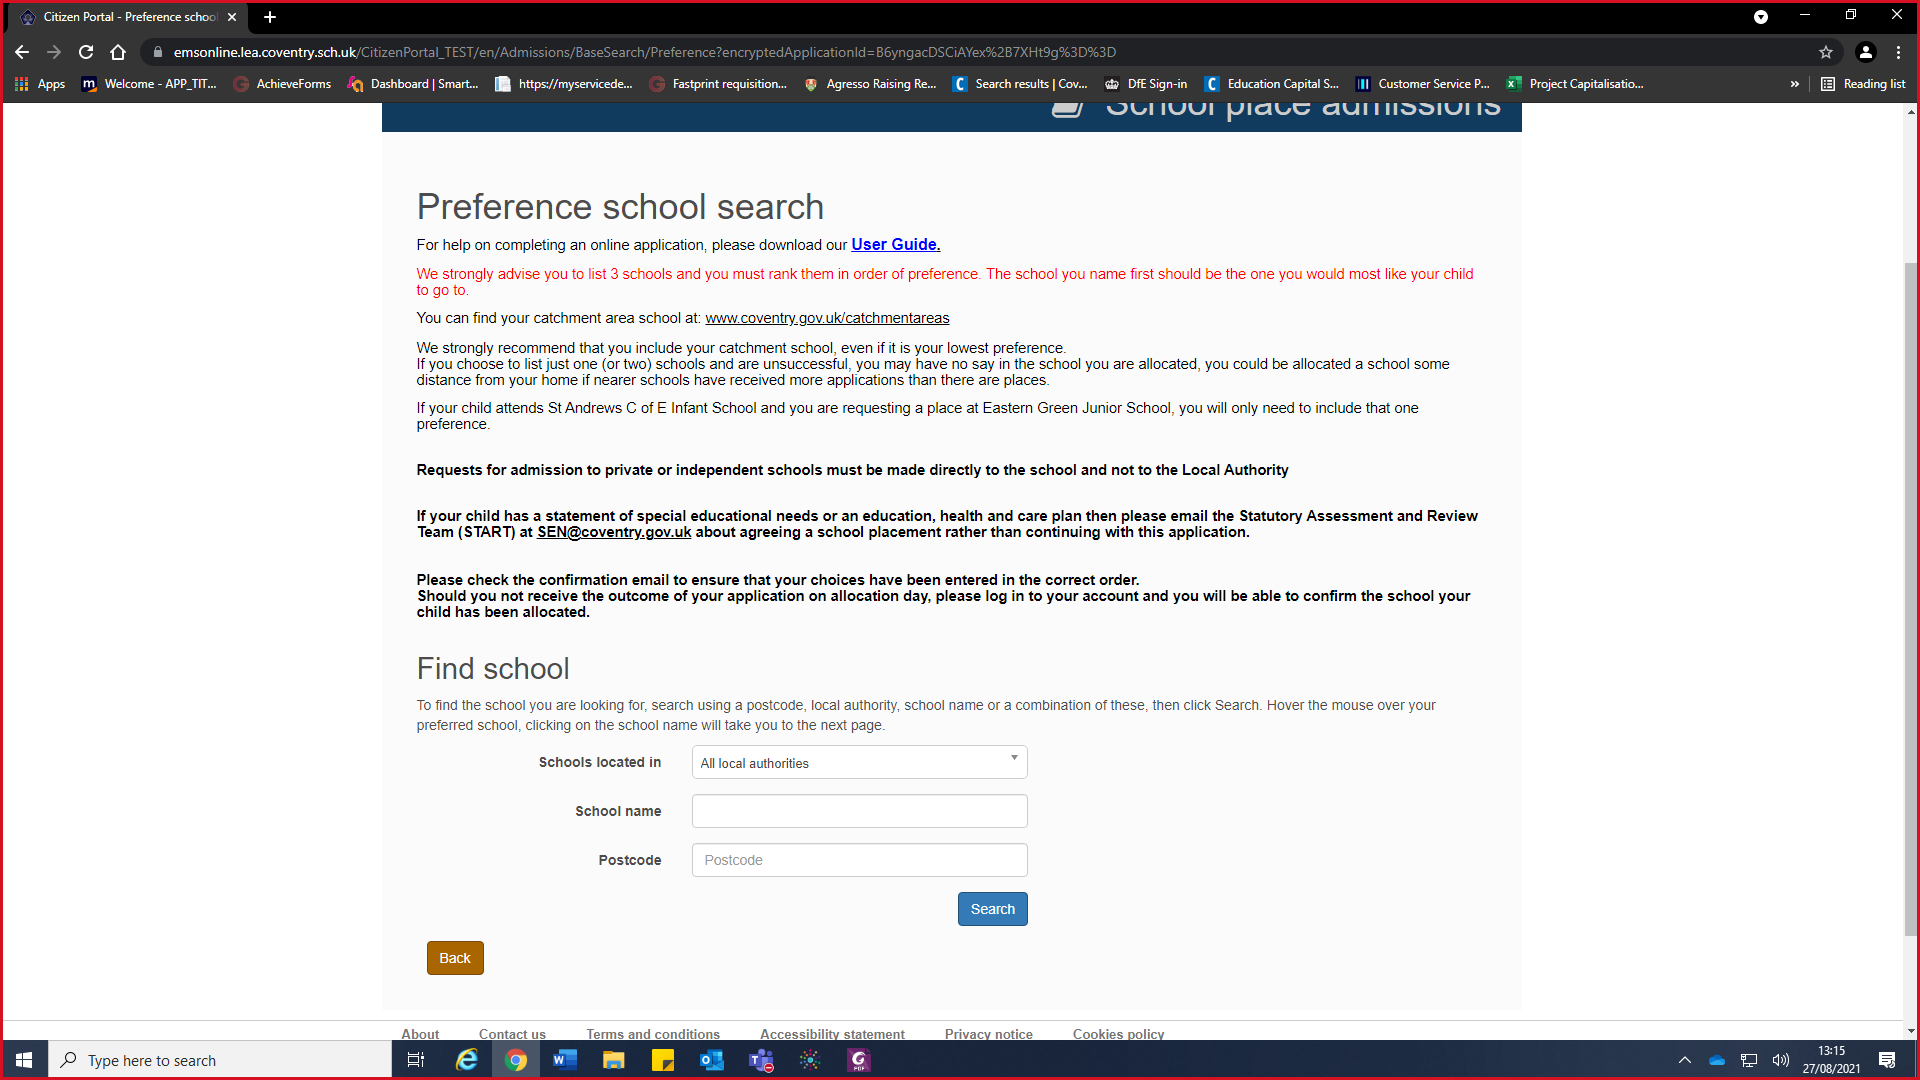 Citizen Portal - Preference school
emsonline.lea.coventry.sch.uk/CitizenPortal_TEST/en/Admissions/BaseSearch/Preference?encryptedApplicationId=B6yngacDSCiAYex%2B7XHt9g%3D%3D
Apps Welcome - APP_TIT... AchieveForms Dashboard | Smart... https://myservicede... Fastprint requisition... Agresso Raising Re... Search results | Cov... DfE Sign-in Education Capital S... Customer Service P... Project Capitalisatio... » Reading list
School place admissions
Preference school search
For help on completing an online application, please download our User Guide.
We strongly advise you to list 3 schools and you must rank them in order of preference. The school you name first should be the one you would most like your child
to go to.
You can find your catchment area school at: www.coventry.gov.uk/catchmentareas
We strongly recommend that you include your catchment school, even if it is your lowest preference.
If you choose to list just one (or two) schools and are unsuccessful, you may have no say in the school you are allocated, you could be allocated a school some
distance from your home if nearer schools have received more applications than there are places.
If your child attends St Andrews C of E Infant School and you are requesting a place at Eastern Green Junior School, you will only need to include that one
preference.
Requests for admission to private or independent schools must be made directly to the school and not to the Local Authority
If your child has a statement of special educational needs or an education, health and care plan then please email the Statutory Assessment and Review
Team (START) at SEN@coventry.gov.uk about agreeing a school placement rather than continuing with this application.
Please check the confirmation email to ensure that your choices have been entered in the correct order.
Should you not receive the outcome of your application on allocation day, please log in to your account and you will be able to confirm the school your
child has been allocated.
Find school
To find the school you are looking for, search using a postcode, local authority, school name or a combination of these, then click Search. Hover the mouse over your
preferred school, clicking on the school name will take you to the next page.
Schools located in All local authorities
School name
Postcode Postcode
Search
Back
About Contact us Terms and conditions Accessibility statement Privacy notice Cookies policy
Type here to search
13:15
27/08/2021